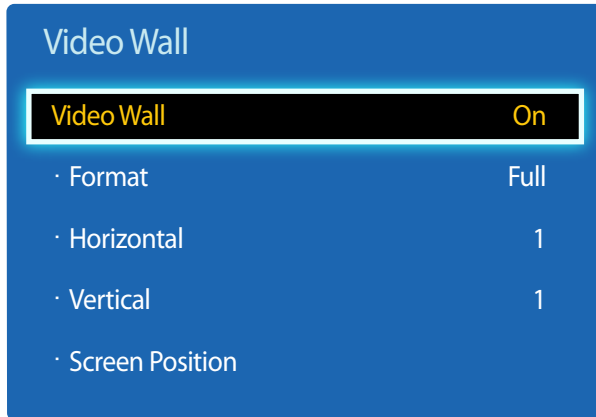 Video Wall
Video Wall On
· Format Full
· Horizontal 1
· Vertical 1
· Screen Position